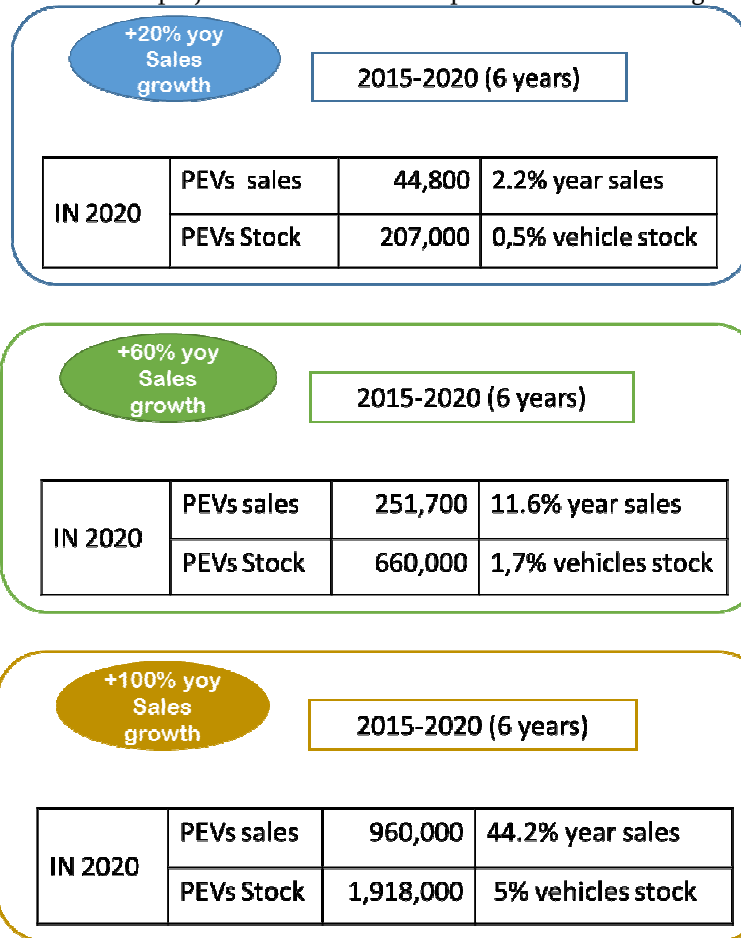 +20% yoy
Sales
growth
2015-2020 (6 years)
IN 2020
PEVs sales 44,800 2.2% year sales
PEVs Stock 207,000 0,5% vehicle stock
+60% yoy
Sales
growth
2015-2020 (6 years)
IN 2020
PEVs sales 251,700 11.6% year sales
PEVs Stock 660,000 1,7% vehicles stock
+100% yoy
Sales
growth
2015-2020 (6 years)
IN 2020
PEVs sales 960,000 44.2% year sales
PEVs Stock 1,918,000 5% vehicles stock